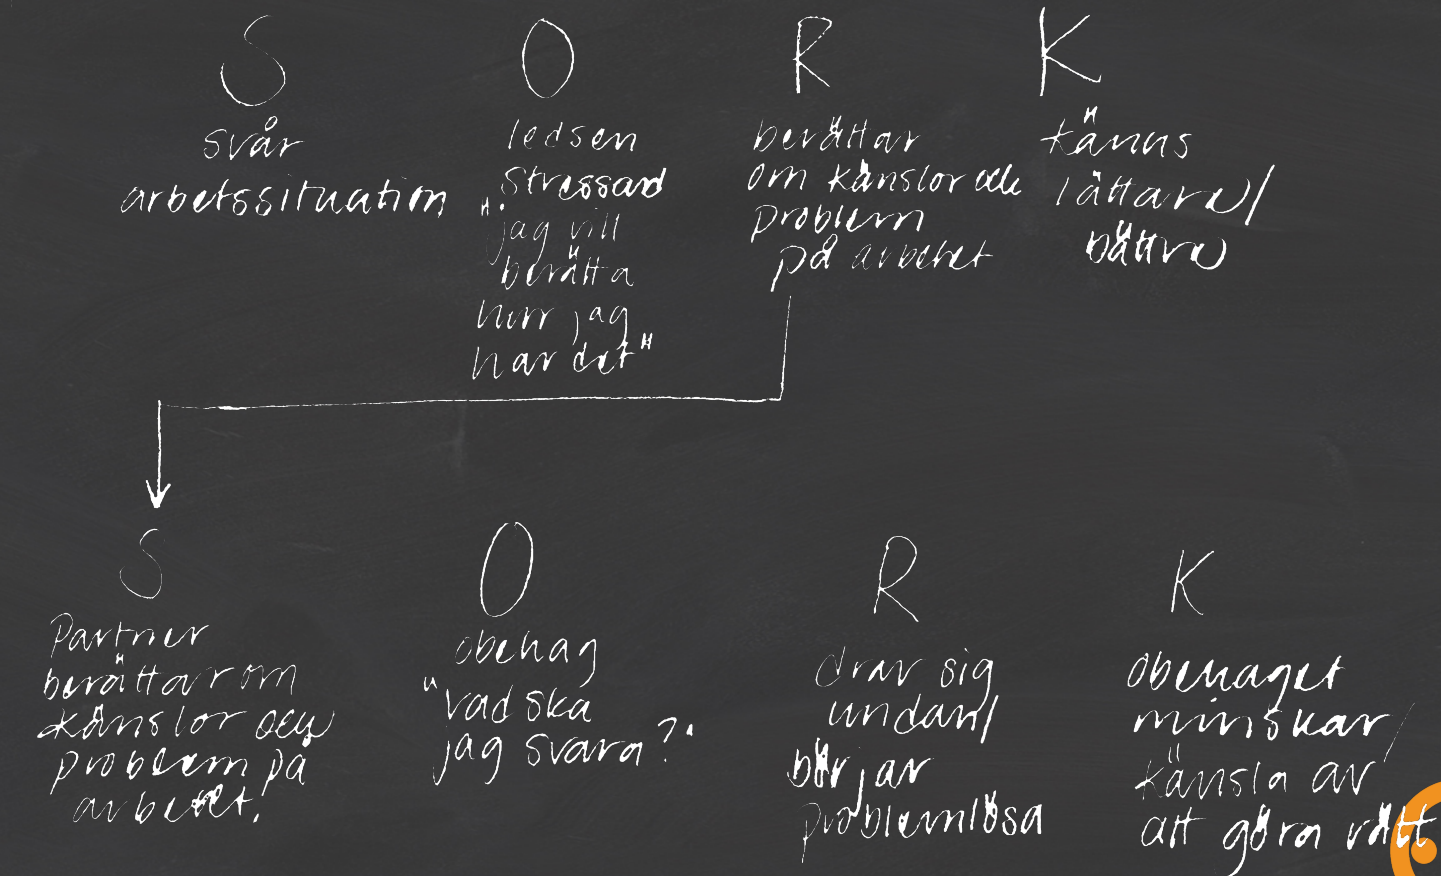 S O R K
svår
arbetssituation
ledsen
stressad
"jag vill
berätta
hurr jag
har det"
berättar
om känslor och
problem
på arbetet
känns
lättare/
bättre
S O R K
Partner
berättar om
känslor och
problem på
arbetet.
obehag
"vad ska
jag svara?"
drar sig
undan/
börjar
problemlösa
obehaget
minskar/
känsla av
att göra rätt